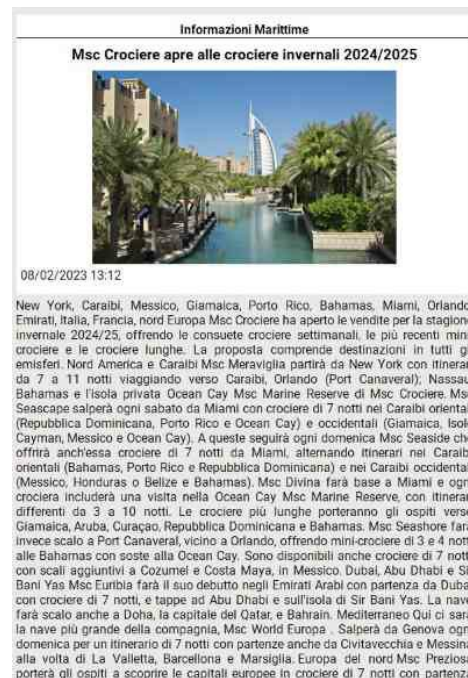 Informazioni Marittime
Msc Crociere apre alle crociere invernali 2024/2025
08/02/2023 13:12
New York, Caraibi, Messico, Giamaica, Porto Rico, Bahamas, Miami, Orlando,
Emirati, Italia, Francia, nord Europa Msc Crociere ha aperto le vendite per la stagione
invernale 2024/25, offrendo le consuete crociere settimanali, le più recenti mini
crociere e le crociere lunghe. La proposta comprende destinazioni in tutti gli
emisferi. Nord America e Caraibi Msc Meraviglia partirà da New York con itinerari
da 7 a 11 notti viaggiando verso Caraibi, Orlando (Port Canaveral); Nassau,
Bahamas e l'isola privata Ocean Cay Msc Marine Reserve di Msc Crociere. Msc
Seascape salperà ogni sabato da Miami con crociere di 7 notti nei Caraibi orientali
(Repubblica Dominicana, Porto Rico e Ocean Cay) e occidentali (Giamaica, Isole
Cayman, Messico e Ocean Cay). A queste seguirà ogni domenica Msc Seaside che
offrirà anch'essa crociere di 7 notti da Miami, alternando itinerari nei Caraibi
orientali (Bahamas, Porto Rico e Repubblica Dominicana) e nei Caraibi occidentali
(Messico, Honduras o Belize e Bahamas). Msc Divina farà base a Miami e ogni
crociera includerà una visita nella Ocean Cay Msc Marine Reserve, con itinerari
differenti da 3 a 10 notti. Le crociere più lunghe porteranno gli ospiti verso
Giamaica, Aruba, Curaçao, Repubblica Dominicana e Bahamas. Msc Seashore farà
invece scalo a Port Canaveral, vicino a Orlando, offrendo mini-crociere di 3 e 4 notti
alle Bahamas con soste alla Ocean Cay. Sono disponibili anche crociere di 7 notti
con scali aggiuntivi a Cozumel e Costa Maya, in Messico. Dubai, Abu Dhabi e Sir
Bani Yas Msc Euribia farà il suo debutto negli Emirati Arabi con partenza da Dubai
con crociere di 7 notti, e tappe ad Abu Dhabi e sull'isola di Sir Bani Yas. La nave
farà scalo anche a Doha, la capitale del Qatar, e Bahrain. Mediterraneo Qui ci sarà
la nave più grande della compagnia, Msc World Europa . Salperà da Genova ogni
domenica per un itinerario di 7 notti con partenze anche da Civitavecchia e Messina
alla volta di La Valletta, Barcellona e Marsiglia. Europa del nord Msc Preziosa
porterà gli ospiti a scoprire le capitali europee in crociere di 7 notti con partenza